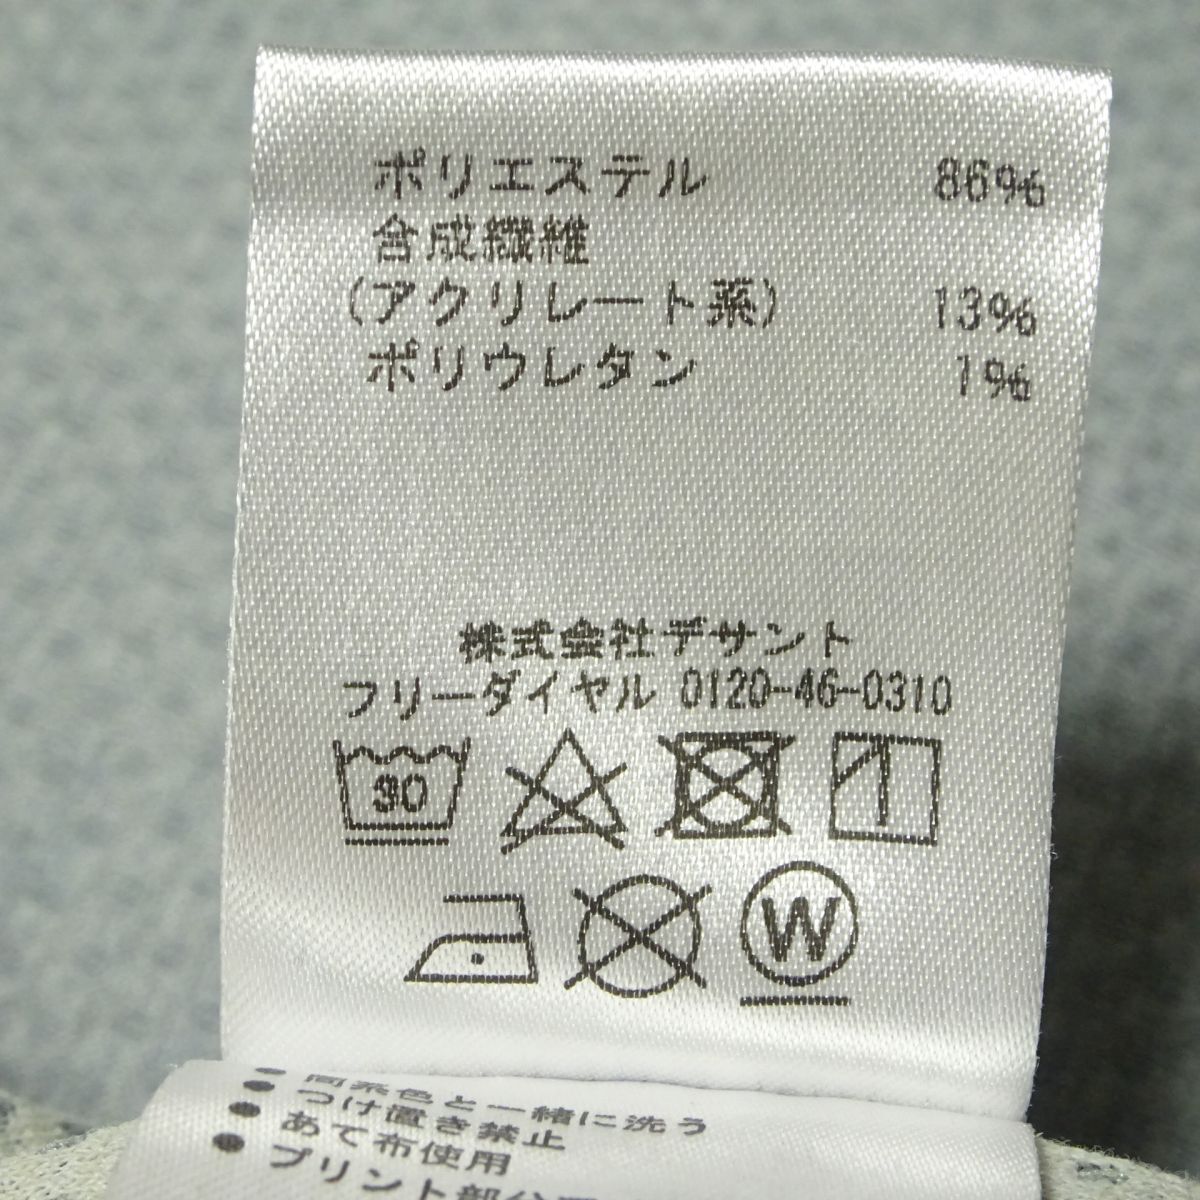 ポリエステル 86%
合成繊維
(アクリレート系) 13%
ポリウレタン 1%
株式会社デサント
フリーダイヤル 0120-46-0310
30
W
同系色と一緒に洗う
つけ置き禁止
あて布使用
プリント部分